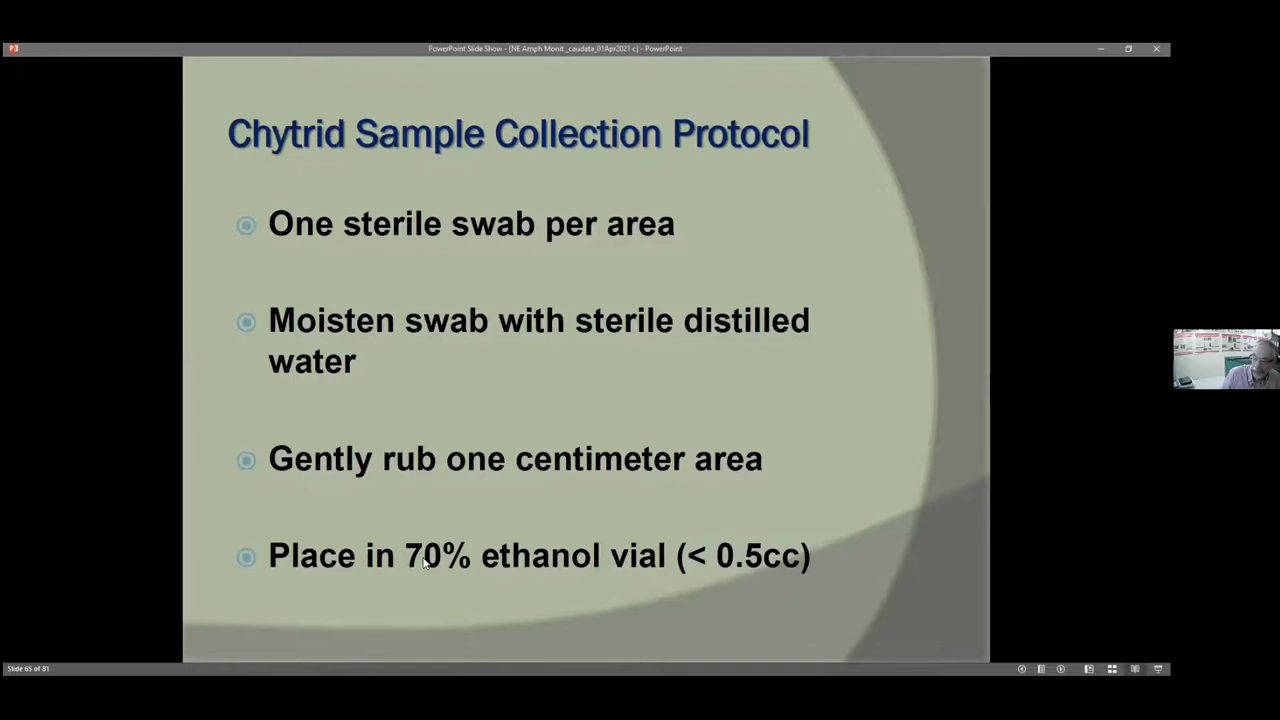 PowerPoint Slide Show - [NE Amph Monit _caudata_01Apr2021 c] - PowerPoint
Chytrid Sample Collection Protocol
One sterile swab per area
Moisten swab with sterile distilled
water
Gently rub one centimeter area
Place in 70% ethanol vial (< 0.5cc)
Slide 65 of 81